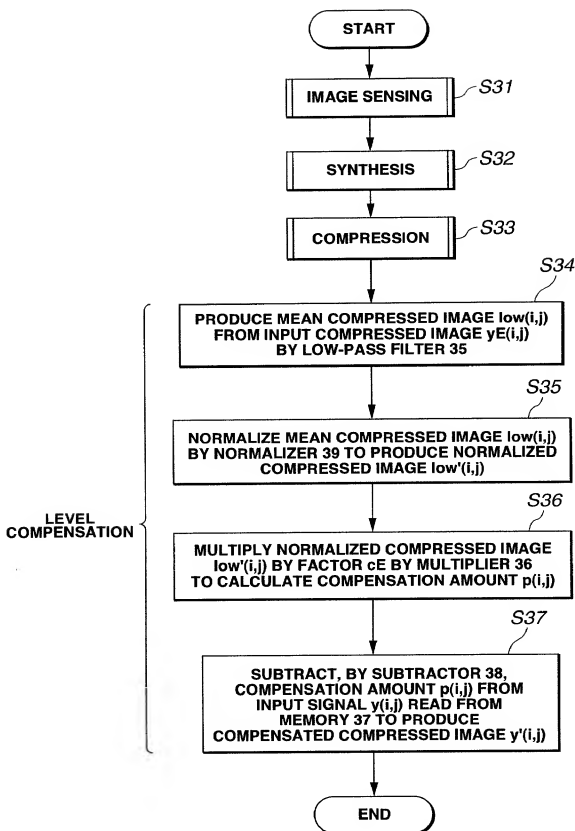 START
IMAGE SENSING
S31
SYNTHESIS
S32
COMPRESSION
S33
S34
PRODUCE MEAN COMPRESSED IMAGE low(i,j)
FROM INPUT COMPRESSED IMAGE yE(i,j)
BY LOW-PASS FILTER 35
S35
NORMALIZE MEAN COMPRESSED IMAGE low(i,j)
BY NORMALIZER 39 TO PRODUCE NORMALIZED
COMPRESSED IMAGE low'(i,j)
LEVEL
COMPENSATION
S36
MULTIPLY NORMALIZED COMPRESSED IMAGE
low'(i,j) BY FACTOR cE BY MULTIPLIER 36
TO CALCULATE COMPENSATION AMOUNT p(i,j)
S37
SUBTRACT, BY SUBTRACTOR 38,
COMPENSATION AMOUNT p(i,j) FROM
INPUT SIGNAL y(i,j) READ FROM
MEMORY 37 TO PRODUCE
COMPENSATED COMPRESSED IMAGE y'(i,j)
END